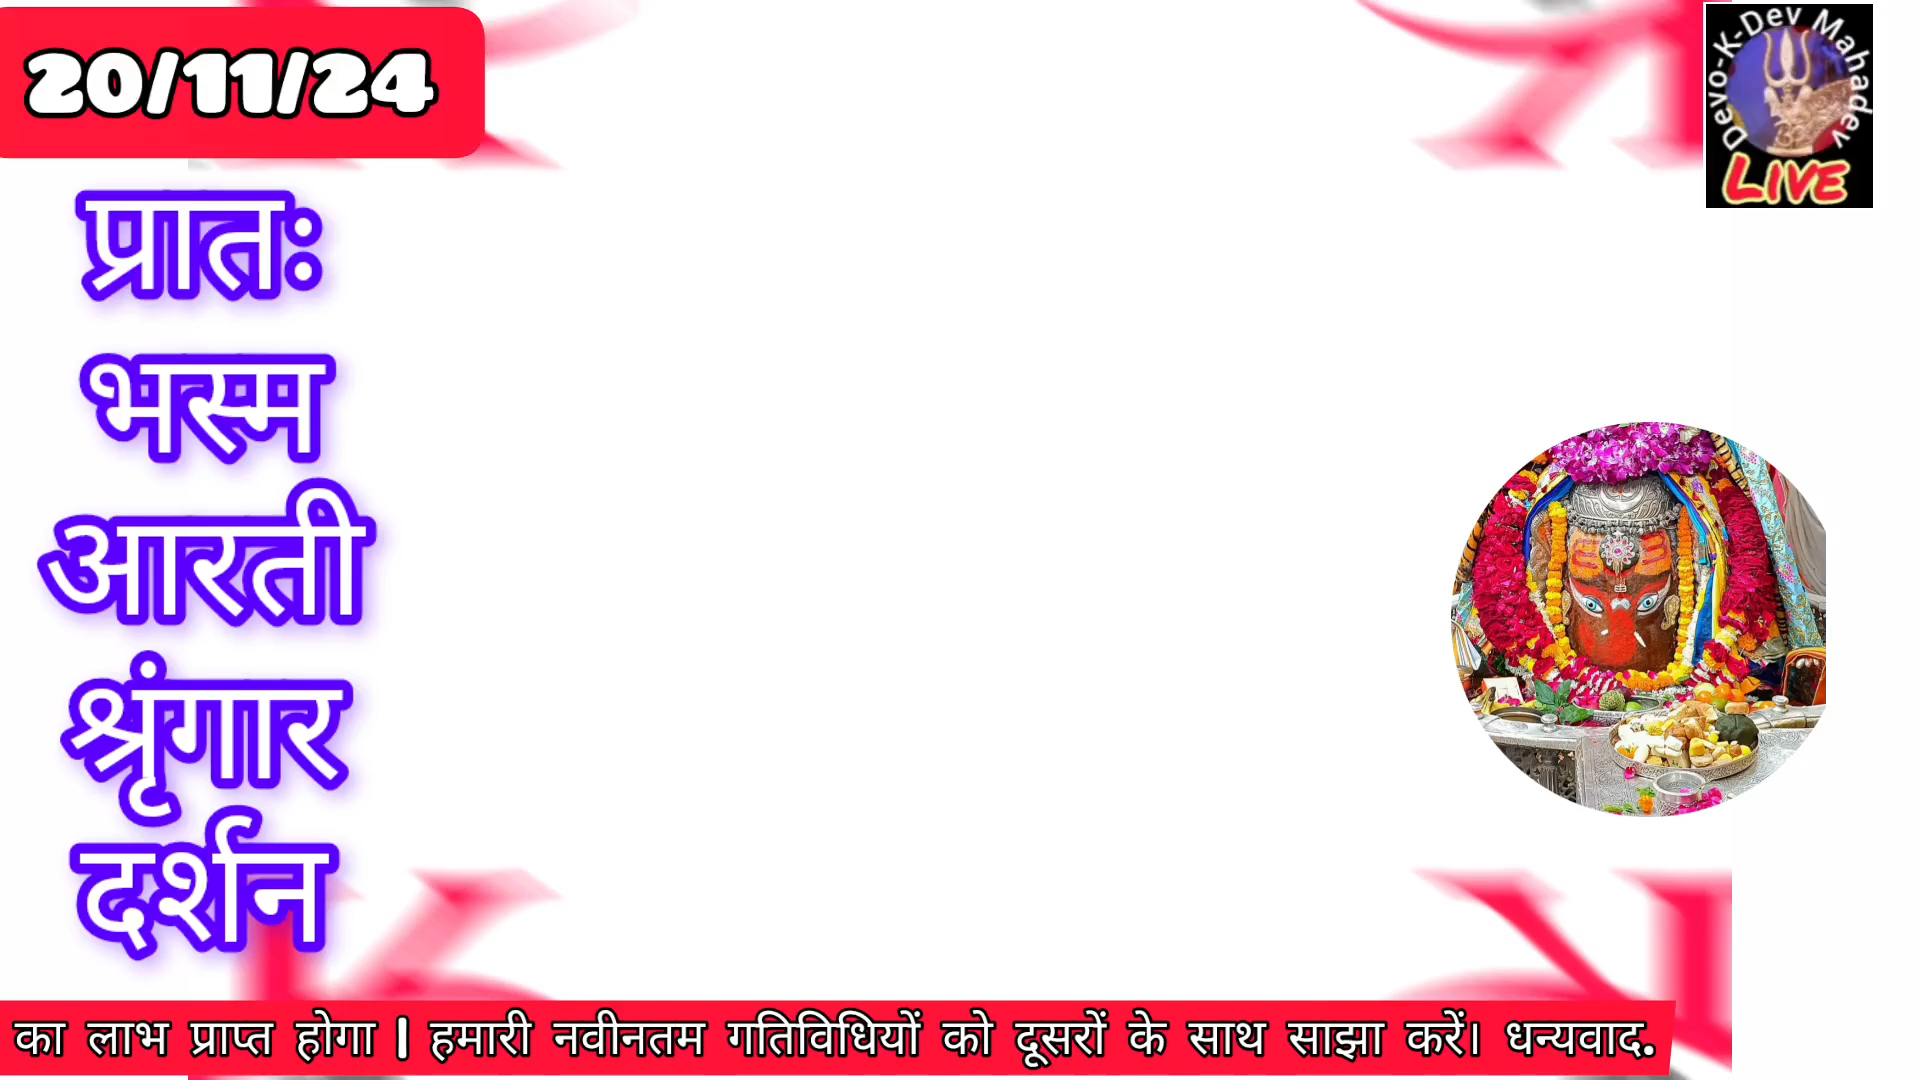 20/11/24
Devo-K-Dev Mahadev
LIVE
प्रातः
भस्म
आरती
श्रृंगार
दर्शन
का लाभ प्राप्त होगा | हमारी नवीनतम गतिविधियों को दूसरों के साथ साझा करें। धन्यवाद.